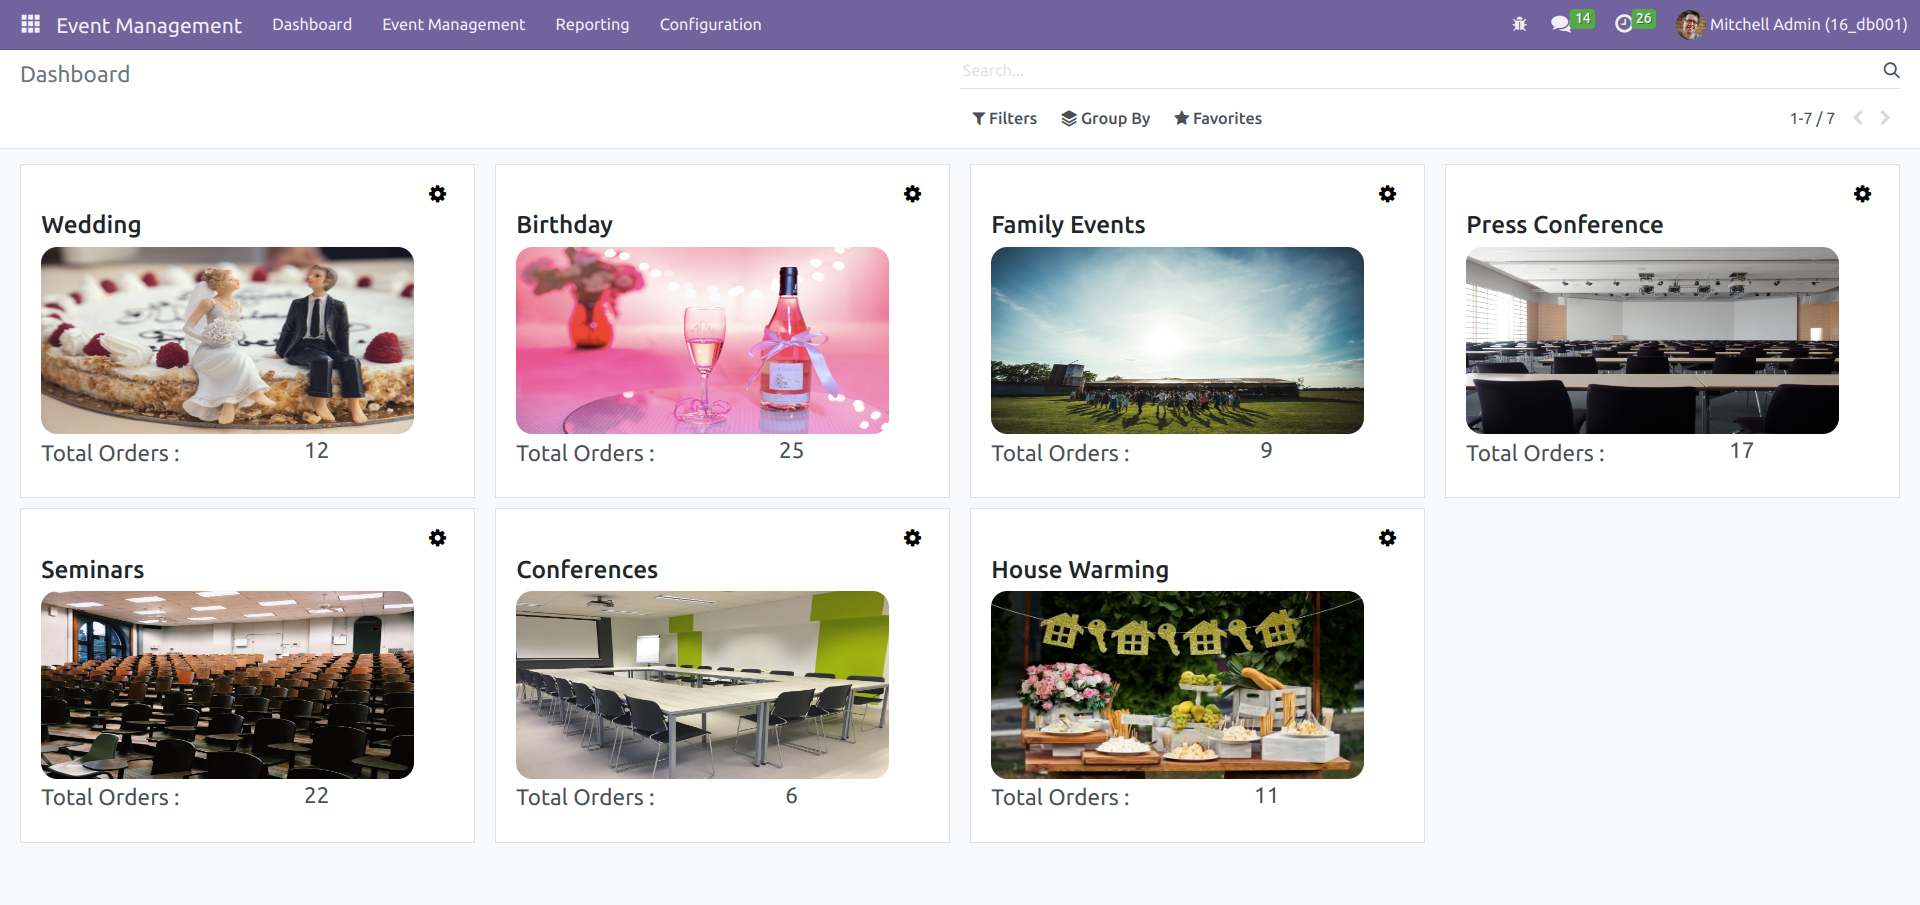 Event Management Dashboard Event Management Reporting Configuration 14 26 Mitchell Admin (16_db001)
Dashboard
Search...
Filters Group By Favorites 1-7 / 7
Wedding
Total Orders : 12
Birthday
Total Orders : 25
Family Events
Total Orders : 9
Press Conference
Total Orders : 17
Seminars
Total Orders : 22
Conferences
Total Orders : 6
House Warming
Total Orders : 11